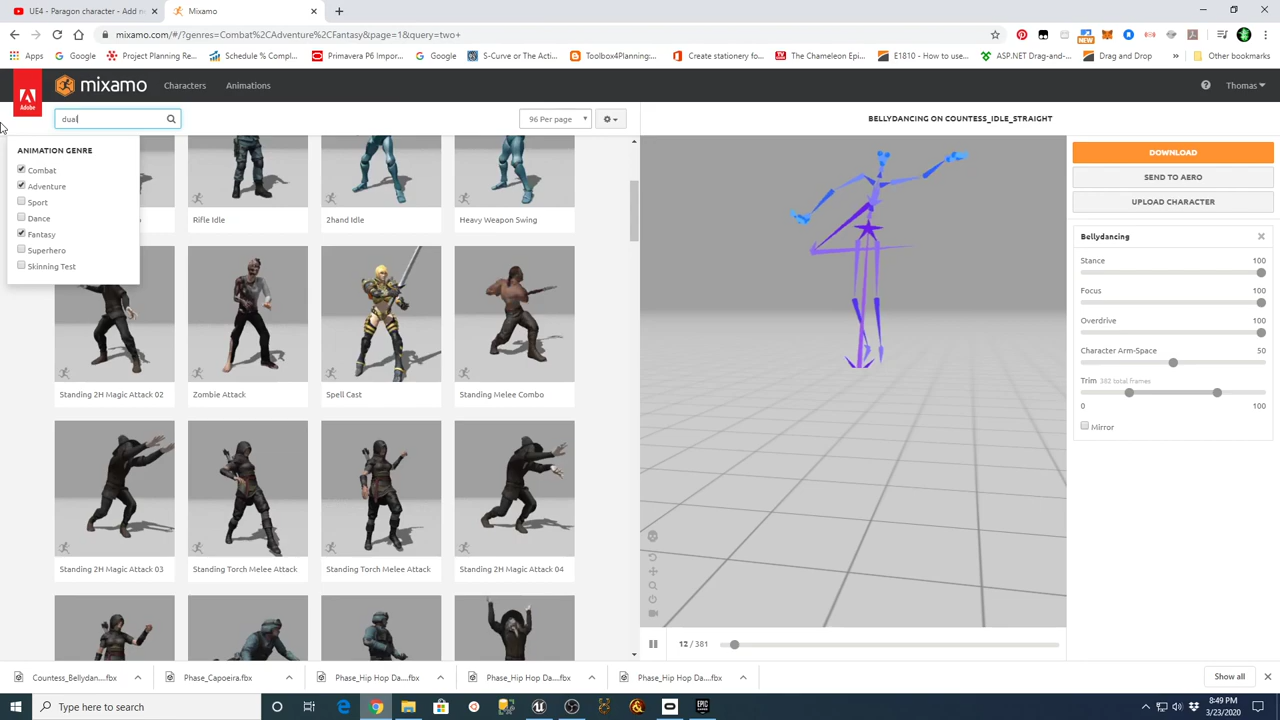 UE4 - Paragon character - Add n
Mixamo
mixamo.com/#/?genres=Combat%2CAdventure%2CFantasy&page=1&query=two+
Apps
Google
Project Planning Re...
Schedule % Complet...
Primavera P6 Impor...
Google
S-Curve or The Acti...
Toolbox4Planning...
Create stationery fo...
The Chameleon Epi...
E1810 - How to use...
ASP.NET Drag-and...
Drag and Drop
»
Other bookmarks
Adobe
mixamo
Characters
Animations
Thomas
dual
96 Per page
BELLYDANCING ON COUNTESS_IDLE_STRAIGHT
ANIMATION GENRE
Combat
Adventure
Sport
Dance
Fantasy
Superhero
Skinning Test
Rifle Idle
2hand Idle
Heavy Weapon Swing
Standing 2H Magic Attack 02
Zombie Attack
Spell Cast
Standing Melee Combo
Standing 2H Magic Attack 03
Standing Torch Melee Attack
Standing Torch Melee Attack
Standing 2H Magic Attack 04
DOWNLOAD
SEND TO AERO
UPLOAD CHARACTER
Bellydancing
Stance 100
Focus 100
Overdrive 100
Character Arm-Space 50
Trim 382 total frames
0 100
Mirror
12 / 381
Countess_Bellydan....fbx
Phase_Capoeira.fbx
Phase_Hip Hop Da....fbx
Phase_Hip Hop Da....fbx
Phase_Hip Hop Da....fbx
Show all
Type here to search
8:49 PM
3/23/2020